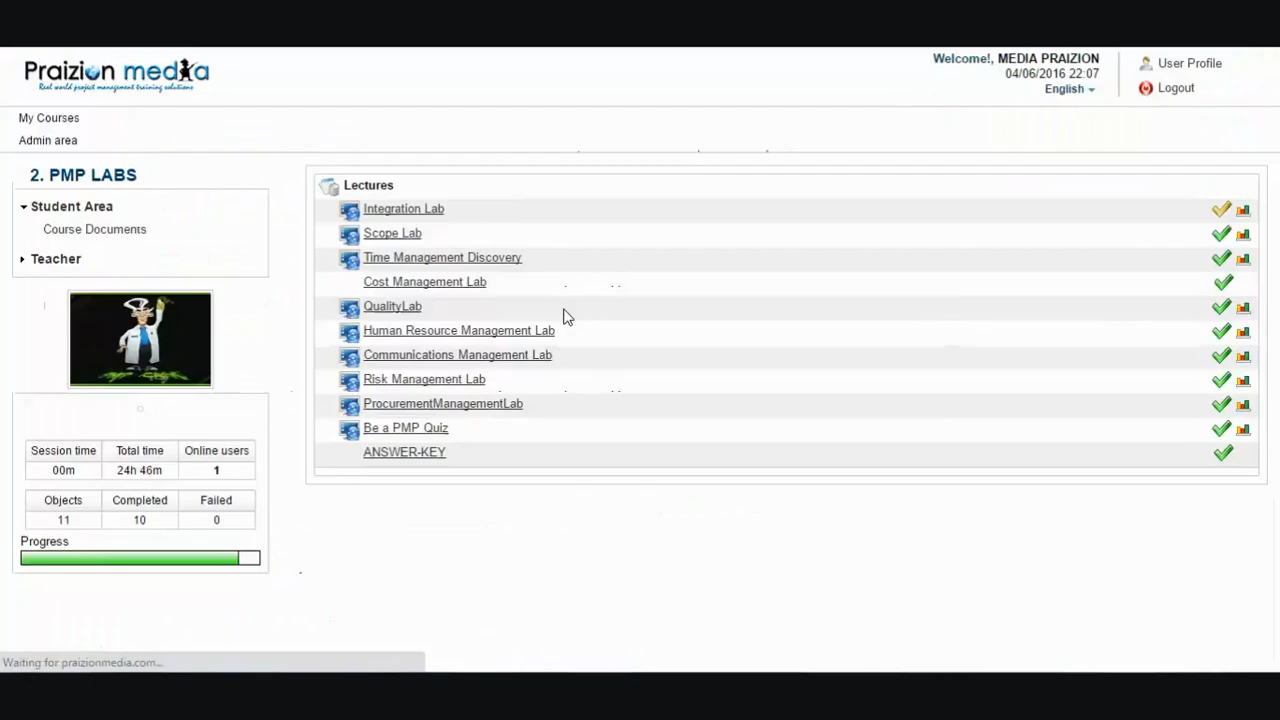 Praizion media
Real world project management training solutions
Welcome!, MEDIA PRAIZION
04/06/2016 22:07
English
User Profile
Logout
My Courses
Admin area
2. PMP LABS
Student Area
Course Documents
Teacher
Session time Total time Online users
00m 24h 46m 1
Objects Completed Failed
11 10 0
Progress
Lectures
Integration Lab
Scope Lab
Time Management Discovery
Cost Management Lab
QualityLab
Human Resource Management Lab
Communications Management Lab
Risk Management Lab
ProcurementManagementLab
Be a PMP Quiz
ANSWER-KEY
Waiting for praizionmedia.com...